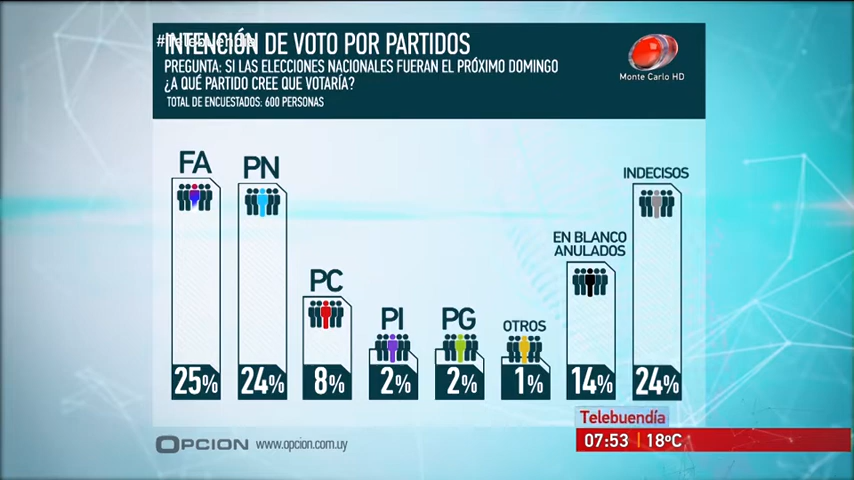 #Telebuendía
INTENCIÓN DE VOTO POR PARTIDOS
PREGUNTA: SI LAS ELECCIONES NACIONALES FUERAN EL PRÓXIMO DOMINGO
¿A QUÉ PARTIDO CREE QUE VOTARÍA?
TOTAL DE ENCUESTADOS: 600 PERSONAS
Monte Carlo HD
FA
PN
PC
PI
PG
OTROS
EN BLANCO
ANULADOS
INDECISOS
25%
24%
8%
2%
2%
1%
14%
24%
OPCION www.opcion.com.uy
Telebuendía
07:53 18ºC